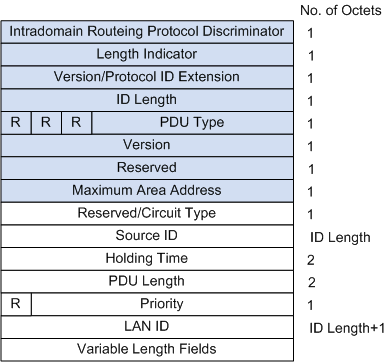 No. of Octets
Intradomain Routeing Protocol Discriminator 1
Length Indicator 1
Version/Protocol ID Extension 1
ID Length 1
R R R PDU Type 1
Version 1
Reserved 1
Maximum Area Address 1
Reserved/Circuit Type 1
Source ID ID Length
Holding Time 2
PDU Length 2
R Priority 1
LAN ID ID Length+1
Variable Length Fields